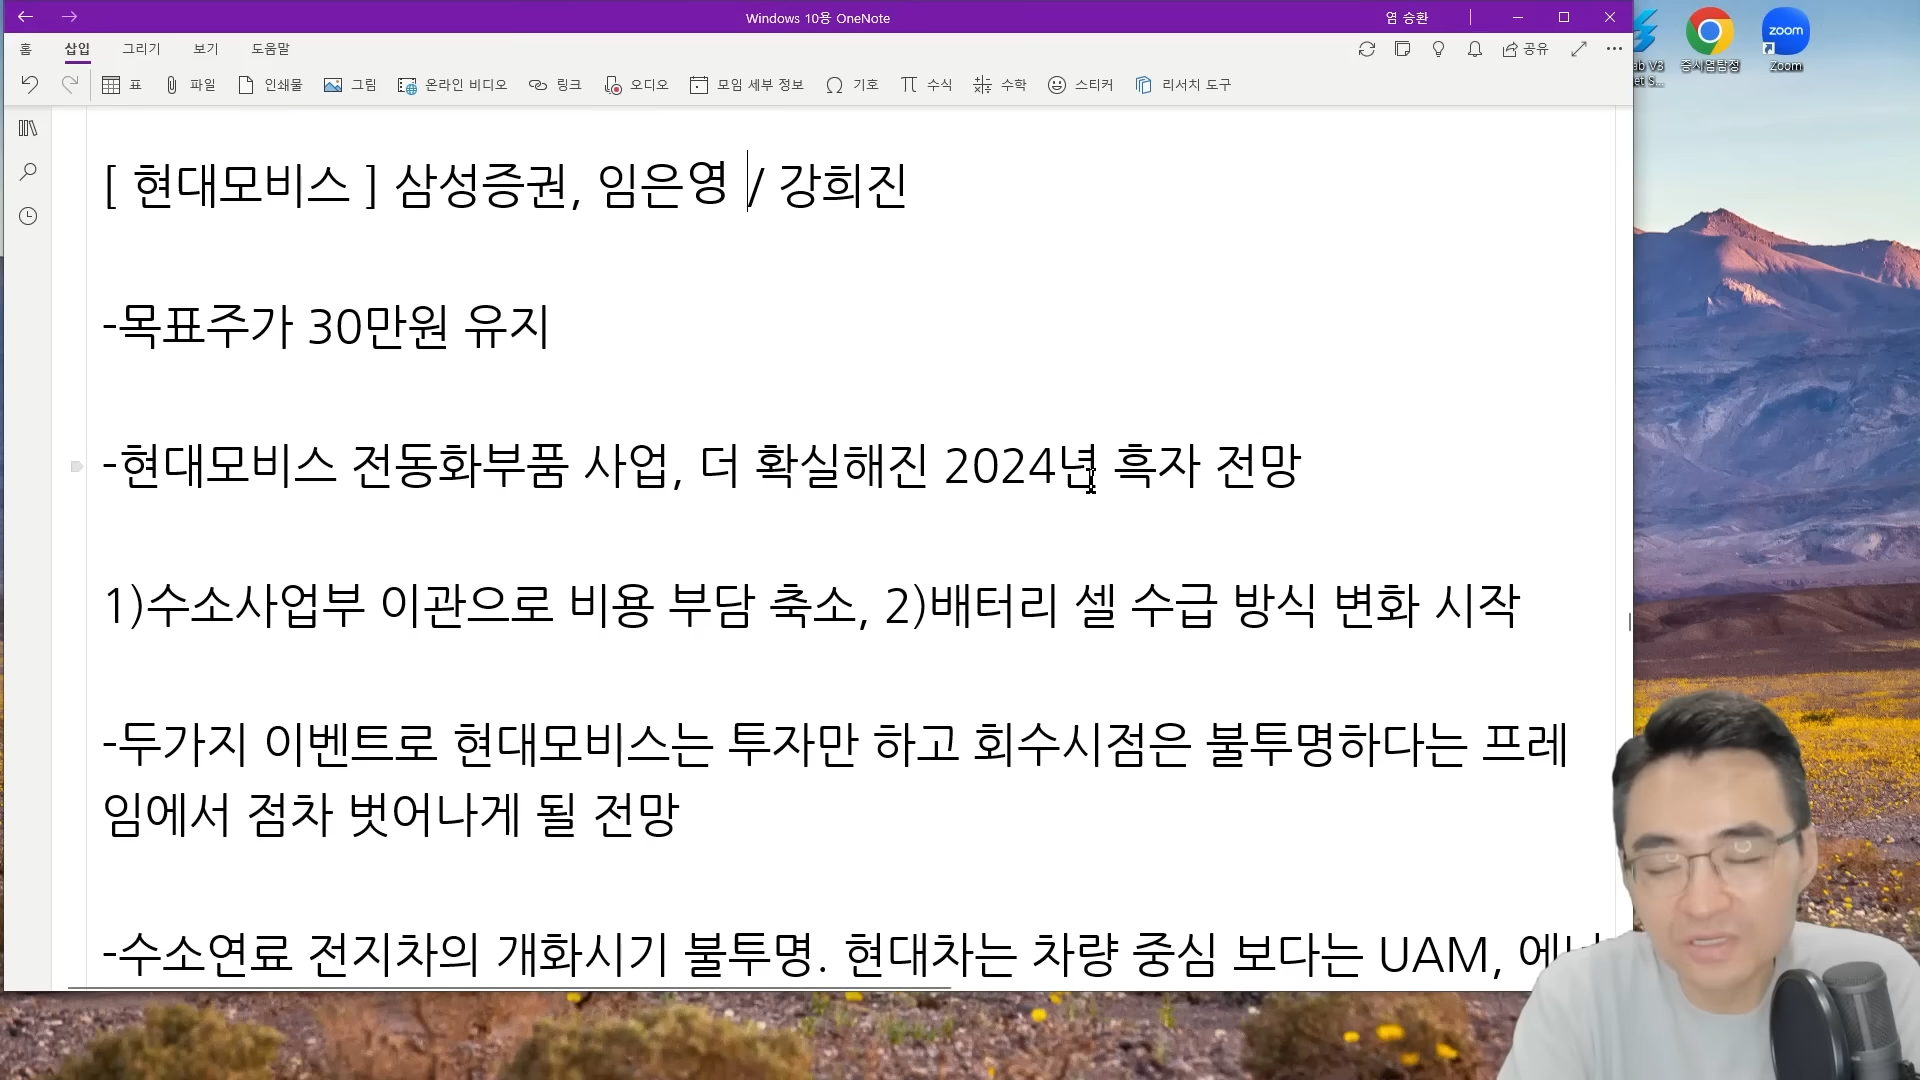 Windows 10용 OneNote
염 승환
홈
삽입
그리기
보기
도움말
공유
표
파일
인쇄물
그림
온라인 비디오
링크
오디오
모임 세부 정보
기호
수식
수학
스티커
리서치 도구
[ 현대모비스 ] 삼성증권, 임은영 / 강희진
-목표주가 30만원 유지
-현대모비스 전동화부품 사업, 더 확실해진 2024년 흑자 전망
1)수소사업부 이관으로 비용 부담 축소, 2)배터리 셀 수급 방식 변화 시작
-두가지 이벤트로 현대모비스는 투자만 하고 회수시점은 불투명하다는 프레
임에서 점차 벗어나게 될 전망
-수소연료 전지차의 개화시기 불투명. 현대차는 차량 중심 보다는 UAM,
ab V3
et S...
증시염탐정
zoom
Zoom